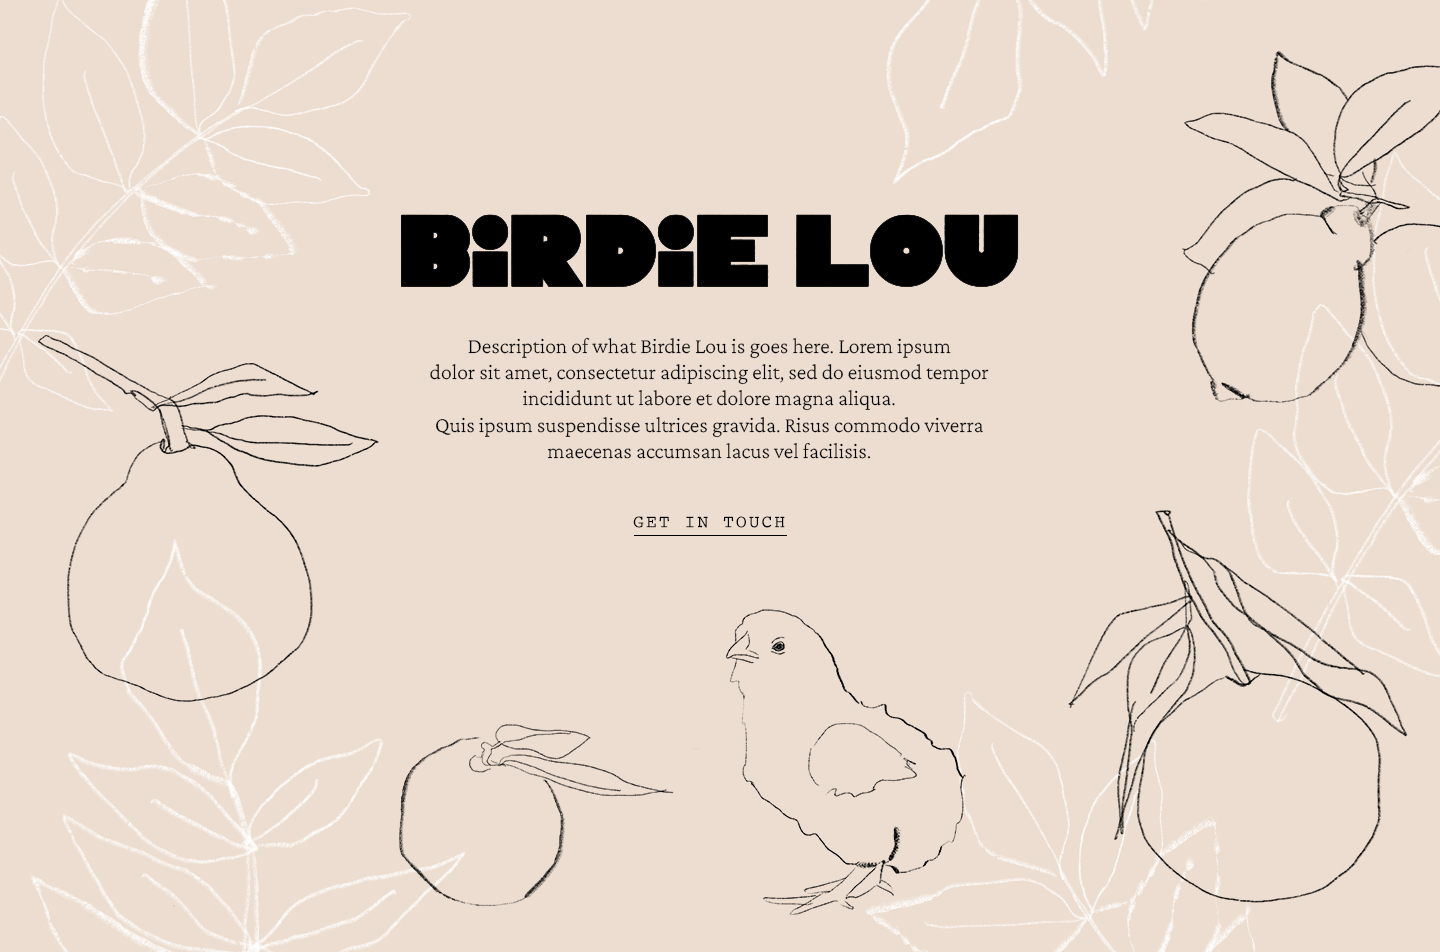 BiRDiE LOU
Description of what Birdie Lou is goes here. Lorem ipsum
dolor sit amet, consectetur adipiscing elit, sed do eiusmod tempor
incididunt ut labore et dolore magna aliqua.
Quis ipsum suspendisse ultrices gravida. Risus commodo viverra
maecenas accumsan lacus vel facilisis.
GET IN TOUCH